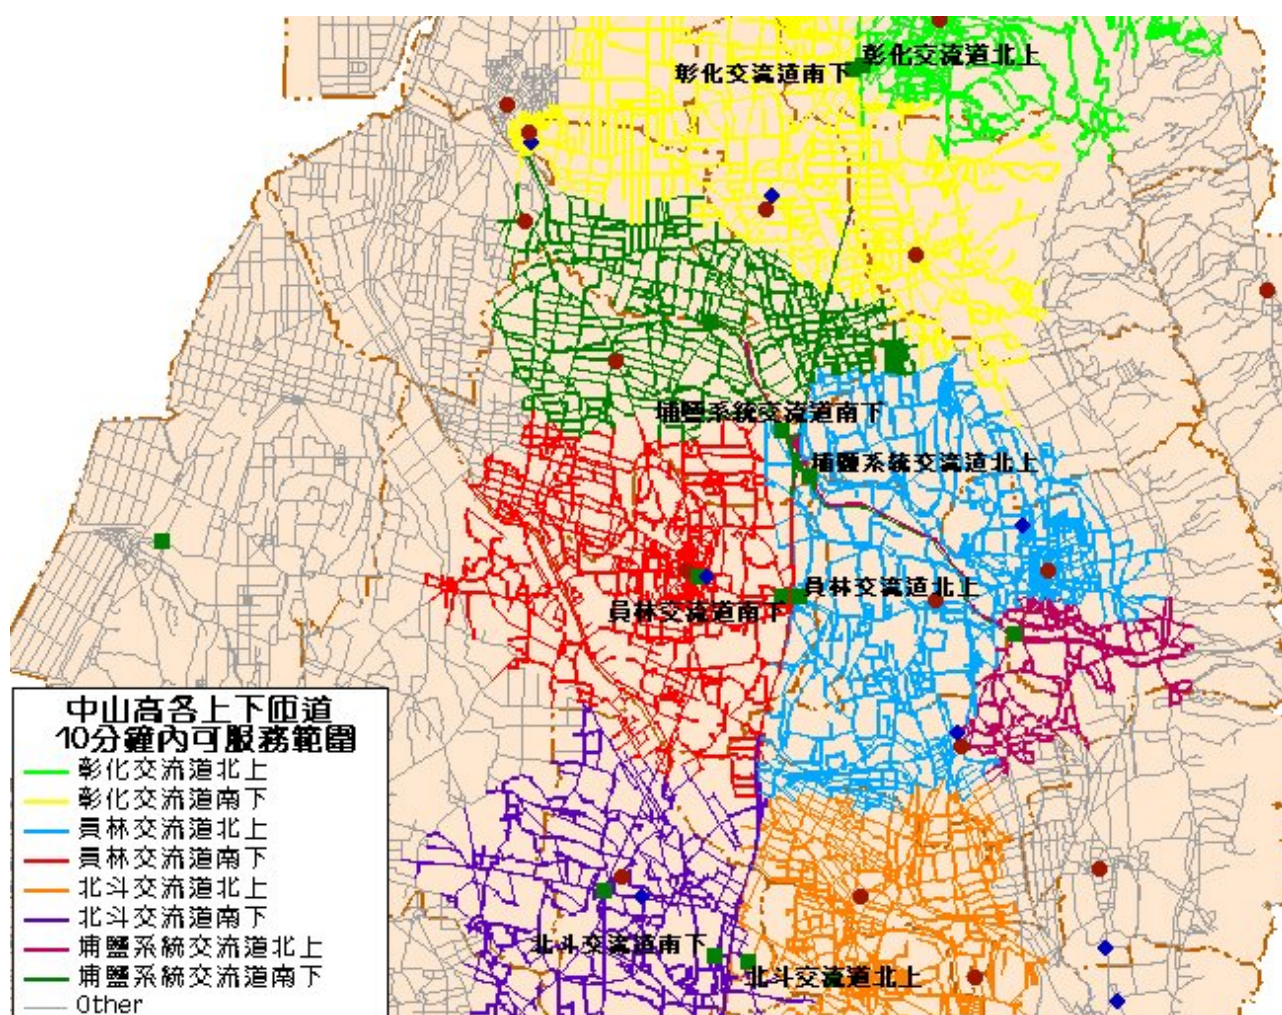 彰化交流道北上
彰化交流道南下
埔鹽系統交流道南下
埔鹽系統交流道北上
員林交流道北上
員林交流道南下
北斗交流道南下
北斗交流道北上
中山高各上下匝道
10分鐘內可服務範圍
彰化交流道北上
彰化交流道南下
員林交流道北上
員林交流道南下
北斗交流道北上
北斗交流道南下
埔鹽系統交流道北上
埔鹽系統交流道南下
Other